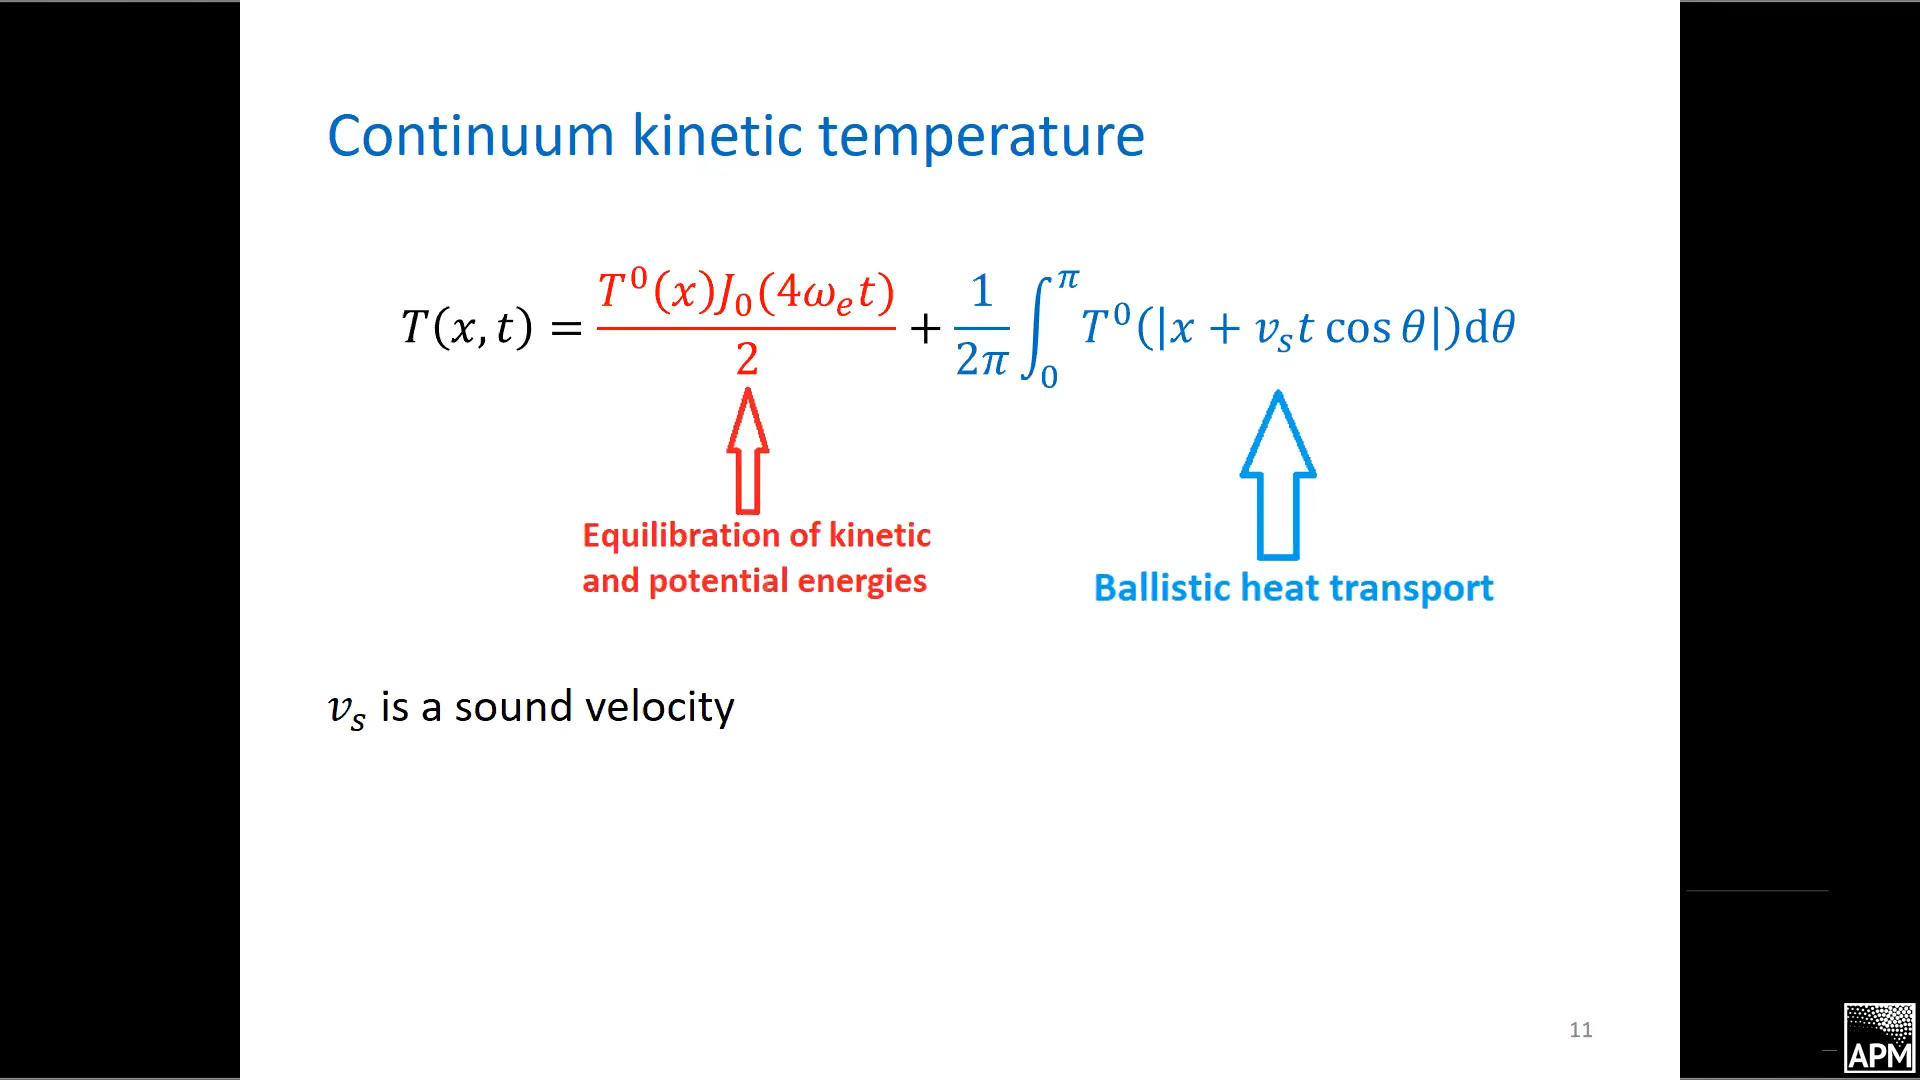 Continuum kinetic temperature
T(x, t) = T⁰(x)J₀(4ωₑt)/2 + 1/2π ∫₀^π T⁰(|x + vₛt cos θ|)dθ
Equilibration of kinetic
and potential energies
Ballistic heat transport
vₛ is a sound velocity
11
APM